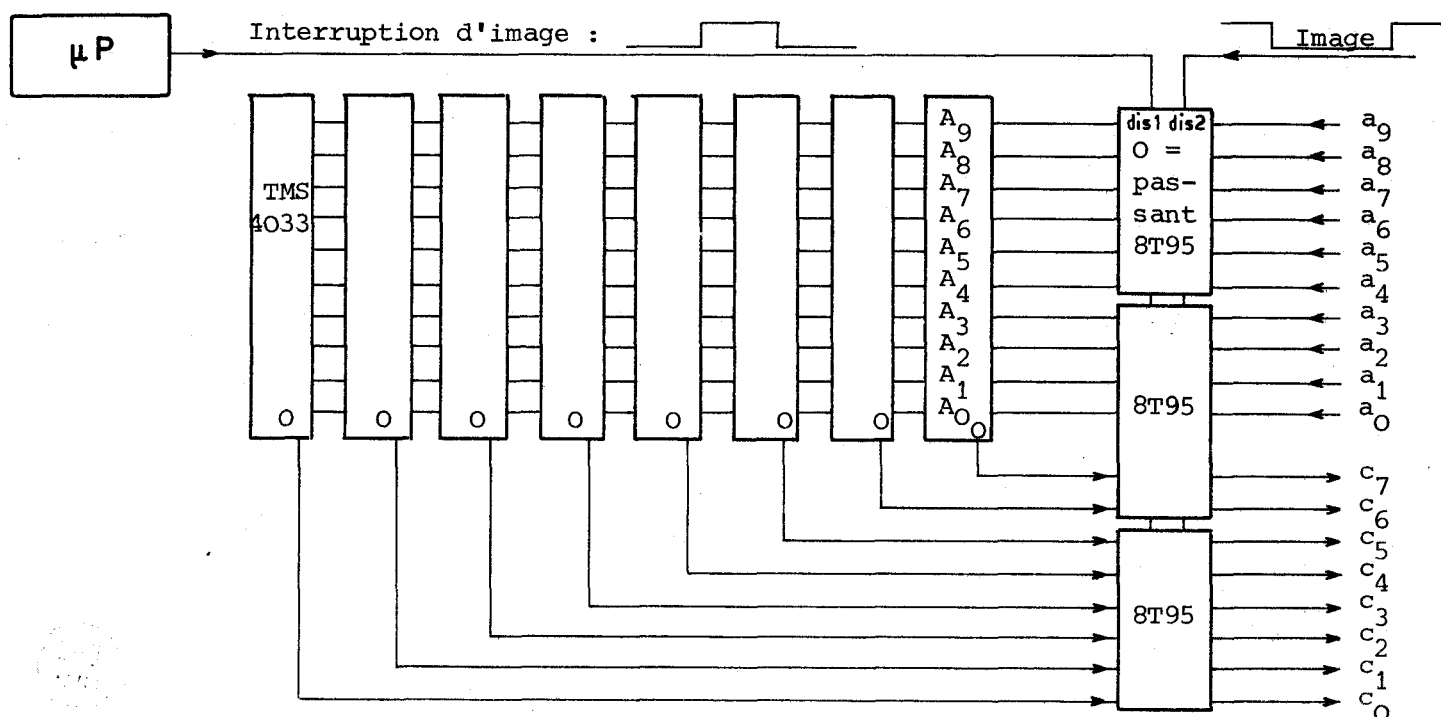 μP
Interruption d'image :
Image
TMS
4033
A9
A8
A7
A6
A5
A4
A3
A2
A1
A0
O
O
O
O
O
O
O
O
dis1 dis2
O =
pas-
sant
8T95
8T95
8T95
a9
a8
a7
a6
a5
a4
a3
a2
a1
a0
c7
c6
c5
c4
c3
c2
c1
c0